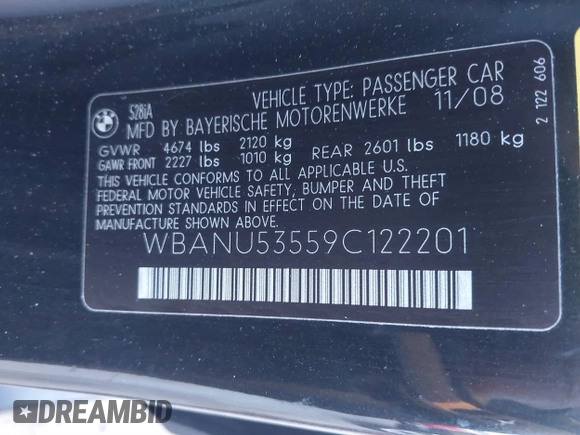 BMW
528iA
VEHICLE TYPE: PASSENGER CAR
MFD BY BAYERISCHE MOTORENWERKE 11/08
GVWR 4674 lbs 2120 kg
GAWR FRONT 2227 lbs 1010 kg REAR 2601 lbs 1180 kg
THIS VEHICLE CONFORMS TO ALL APPLICABLE U.S.
FEDERAL MOTOR VEHICLE SAFETY, BUMPER AND THEFT
PREVENTION STANDARDS IN EFFECT ON THE DATE OF
MANUFACTURE SHOWN ABOVE.
WBANU53559C122201
2 122 606
DREAMBID